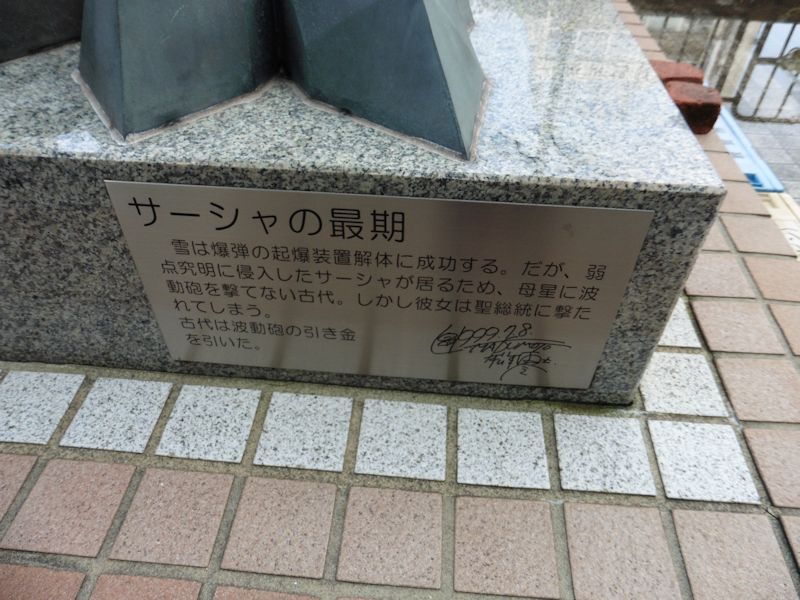 サーシャの最期
雪は爆弾の起爆装置解体に成功する。だが、弱
点究明に侵入したサーシャが居るため、母星に波
動砲を撃てない古代。しかし彼女は聖総統に撃た
れてしまう。
古代は波動砲の引き金
を引いた。
1999.7.8